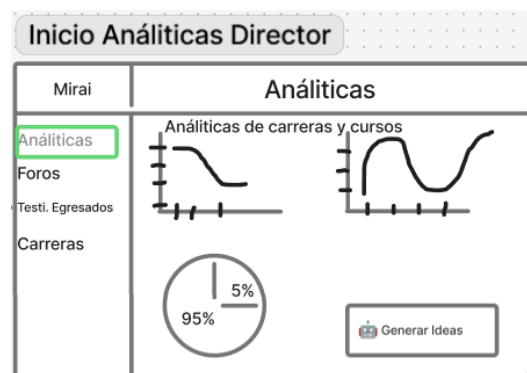 Inicio Análiticas Director
Mirai
Análiticas
Análiticas
Foros
Testi. Egresados
Carreras
Análiticas de carreras y cursos
5%
95%
🤖 Generar Ideas